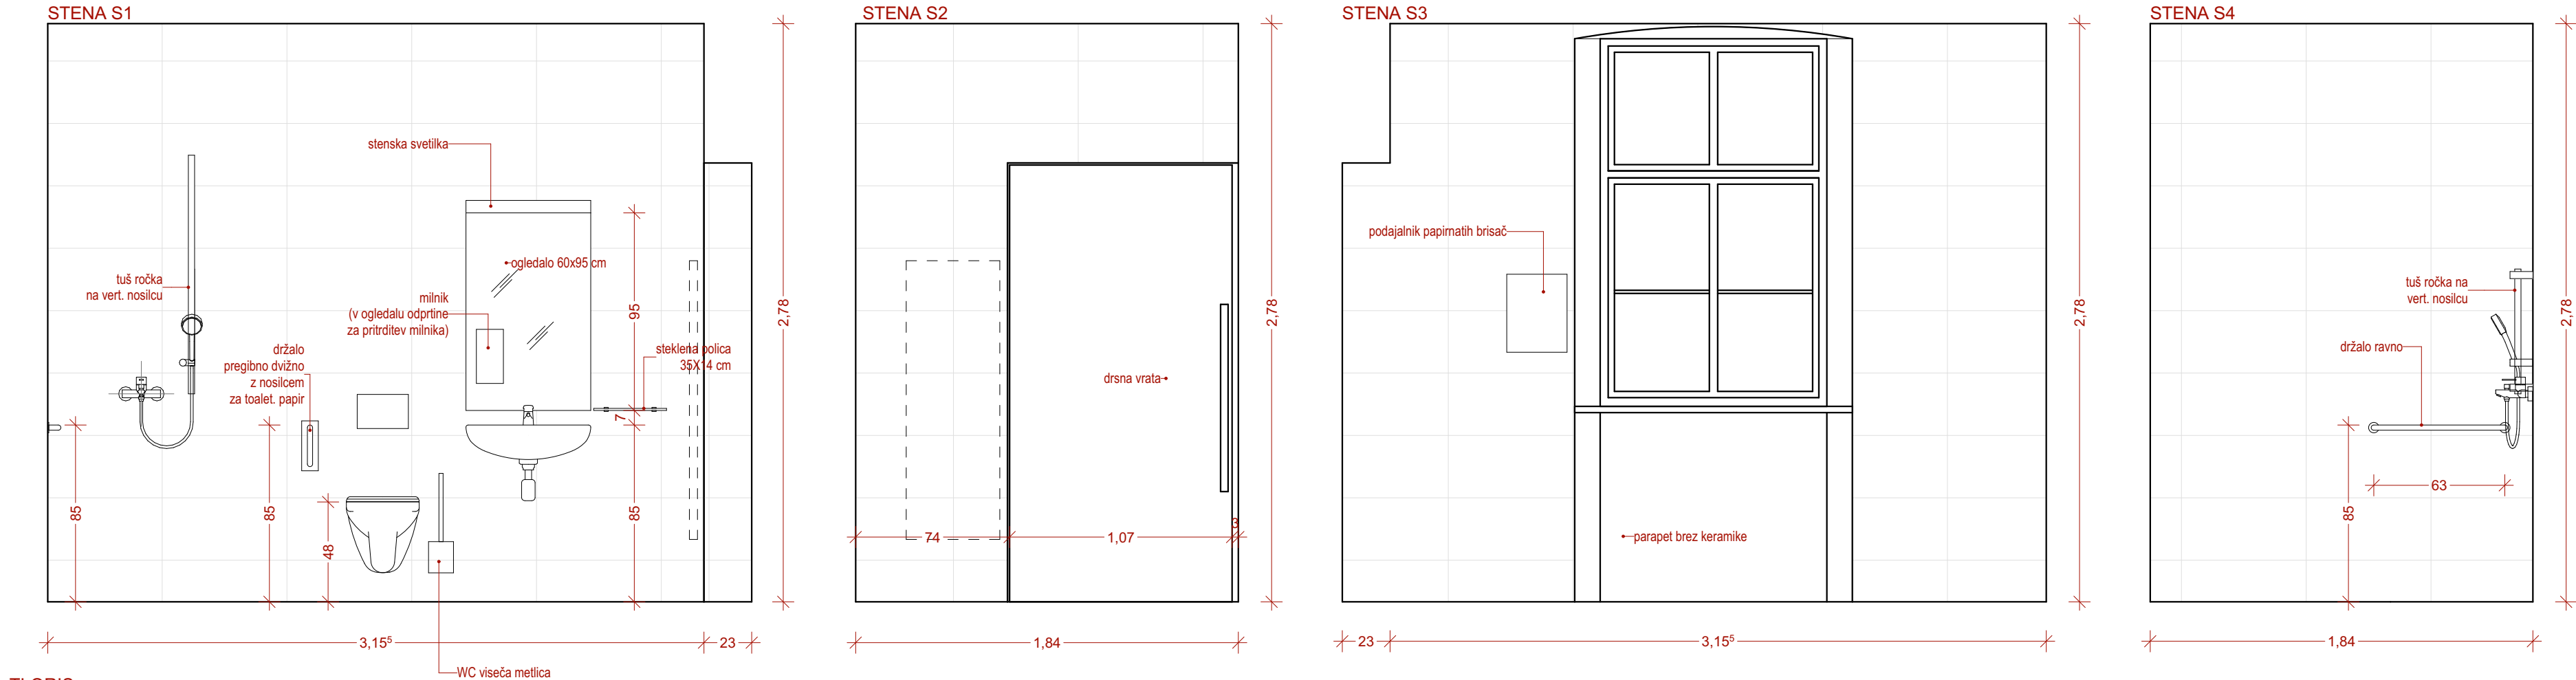 STENA S1
stenska svetilka
ogledalo 60x95 cm
tuš ročka
na vert. nosilcu
milnik
(v ogledalu odprtine
za pritrditev milnika)
držalo
pregibno dvižno
z nosilcem
za toalet. papir
steklena polica
35X14 cm
95
7
85
85
48
85
2,78
3,15⁵
23
WC viseča metlica
STENA S2
drsna vrata
74
1,07
3
2,78
1,84
STENA S3
podajalnik papirnatih brisač
parapet brez keramike
2,78
23
3,15⁵
STENA S4
tuš ročka na
vert. nosilcu
držalo ravno
63
85
2,78
1,84